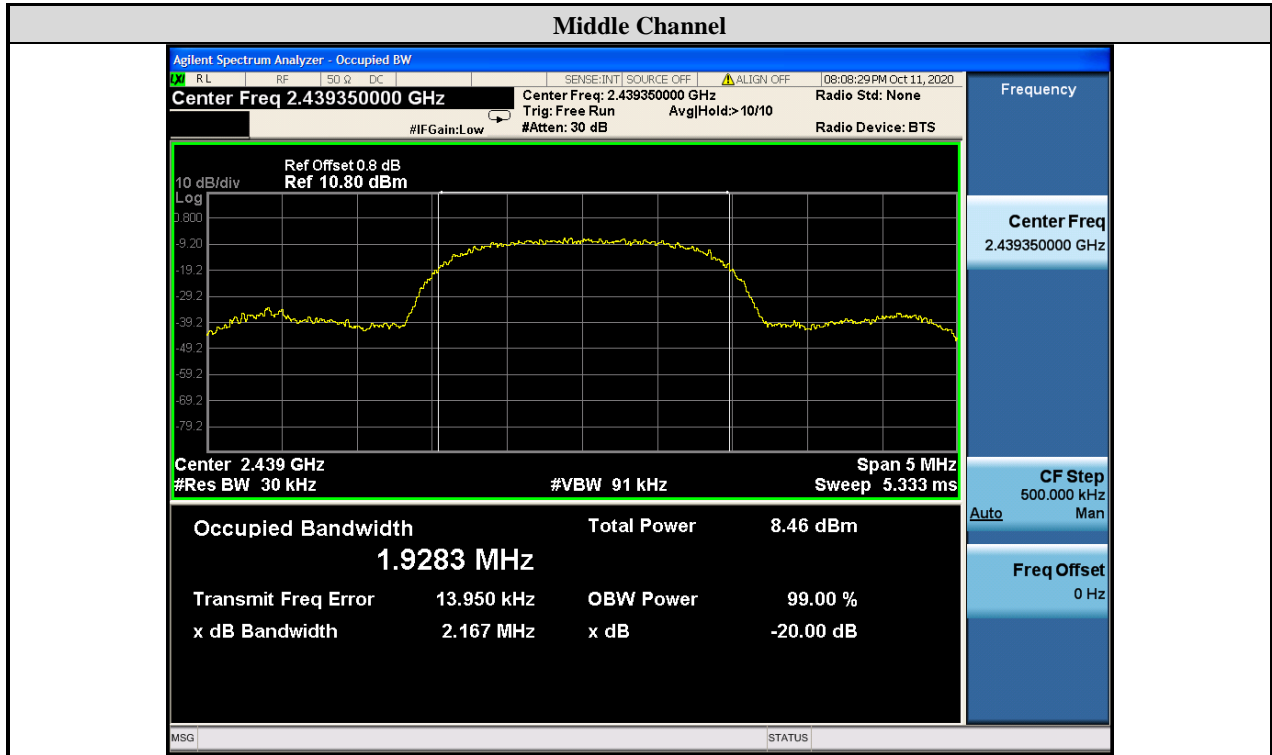 Middle Channel
Agilent Spectrum Analyzer - Occupied BW
LXI RL RF 50 Ω DC SENSE:INT SOURCE OFF ALIGN OFF 08:08:29 PM Oct 11, 2020
Center Freq 2.439350000 GHz
Center Freq: 2.439350000 GHz
Radio Std: None
Trig: Free Run Avg|Hold:> 10/10
#IFGain:Low #Atten: 30 dB Radio Device: BTS
Ref Offset 0.8 dB
10 dB/div Ref 10.80 dBm
Log
0.800
-9.20
-19.2
-29.2
-39.2
-49.2
-59.2
-69.2
-79.2
Center 2.439 GHz Span 5 MHz
#Res BW 30 kHz #VBW 91 kHz Sweep 5.333 ms
Occupied Bandwidth Total Power 8.46 dBm
1.9283 MHz
Transmit Freq Error 13.950 kHz OBW Power 99.00 %
x dB Bandwidth 2.167 MHz x dB -20.00 dB
Frequency
Center Freq
2.439350000 GHz
CF Step
500.000 kHz
Auto Man
Freq Offset
0 Hz
MSG STATUS